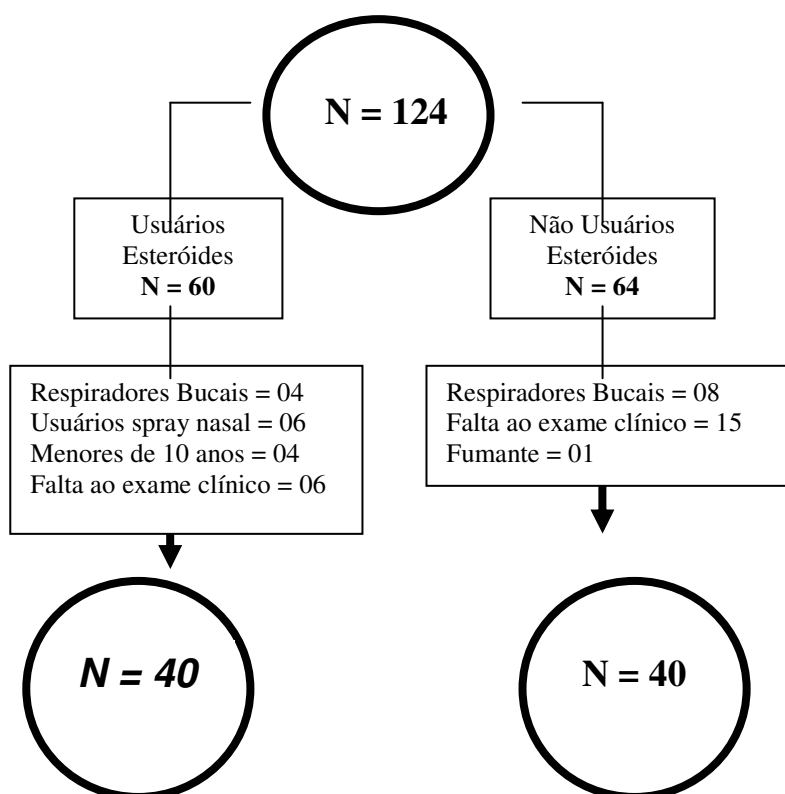 N = 124
Usuários
Esteróides
N = 60
Não Usuários
Esteróides
N = 64
Respiradores Bucais = 04
Usuários spray nasal = 06
Menores de 10 anos = 04
Falta ao exame clínico = 06
Respiradores Bucais = 08
Falta ao exame clínico = 15
Fumante = 01
N = 40
N = 40